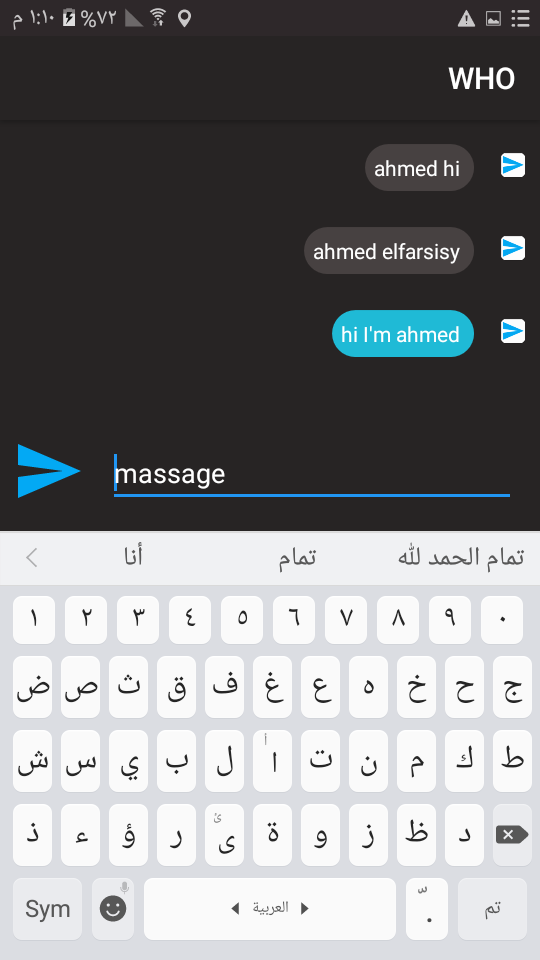 م ١:١٠ %٧٢
WHO
ahmed hi
ahmed elfarsisy
hi I'm ahmed
massage
أنا تمام تمام الحمد لله
١ ٢ ٣ ٤ ٥ ٦ ٧ ٨ ٩ ٠
ض ص ث ق ف غ ع ه خ ح ج
ش س ي ب ل ا أ ت ن م ك ط
ذ ء ؤ ر ى ئ ة و ز ظ د
Sym العربية . تم